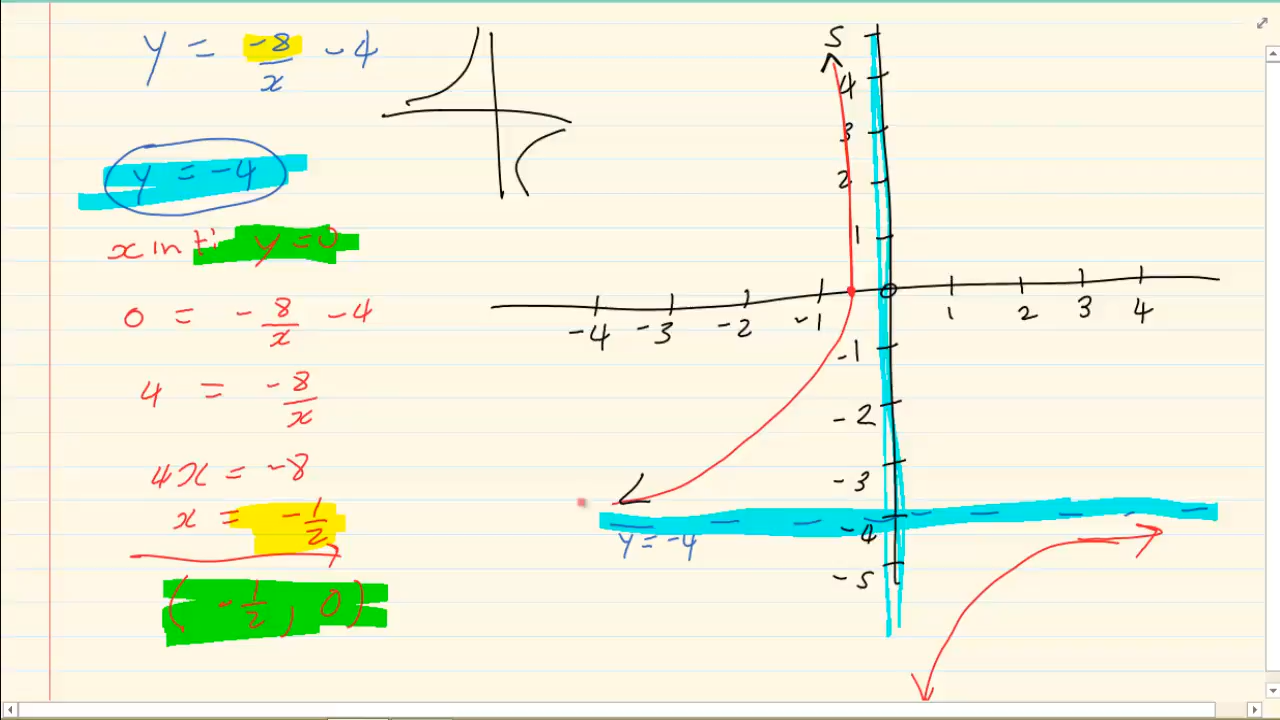 y = -8/x - 4
y = -4
x int: y = 0
0 = -8/x - 4
4 = -8/x
4x = -8
x = -1/2
(-1/2, 0)
5
4
3
2
1
-4 -3 -2 -1 0 1 2 3 4
-1
-2
-3
-4
-5
y = -4